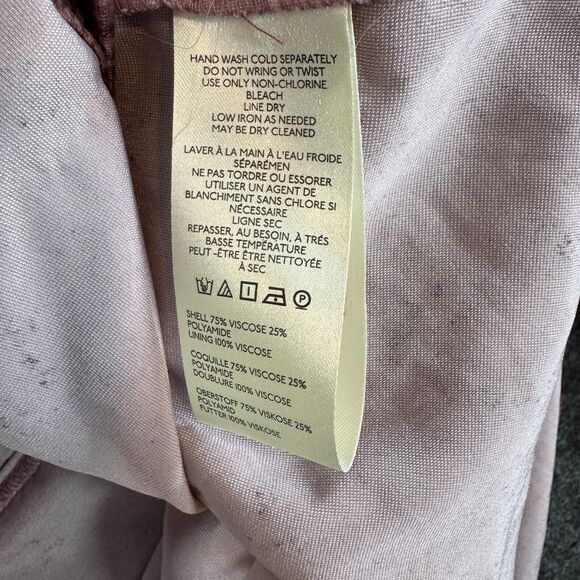 HAND WASH COLD SEPARATELY
DO NOT WRING OR TWIST
USE ONLY NON-CHLORINE
BLEACH
LINE DRY
LOW IRON AS NEEDED
MAY BE DRY CLEANED
LAVER À LA MAIN À L'EAU FROIDE
SÉPARÉMEN
NE PAS TORDRE OU ESSORER
UTILISER UN AGENT DE
BLANCHIMENT SANS CHLORE SI
NÉCESSAIRE
LIGNE SEC
REPASSER, AU BESOIN, À TRÉS
BASSE TEMPÉRATURE
PEUT -ÊTRE ÊTRE NETTOYÉE
À SEC
P
SHELL 75% VISCOSE 25%
POLYAMIDE
LINING 100% VISCOSE
COQUILLE 75% VISCOSE 25%
POLYAMIDE
DOUBLURE 100% VISCOSE
OBERSTOFF 75% VISKOSE 25%
POLYAMID
FUTTER 100% VISKOSE